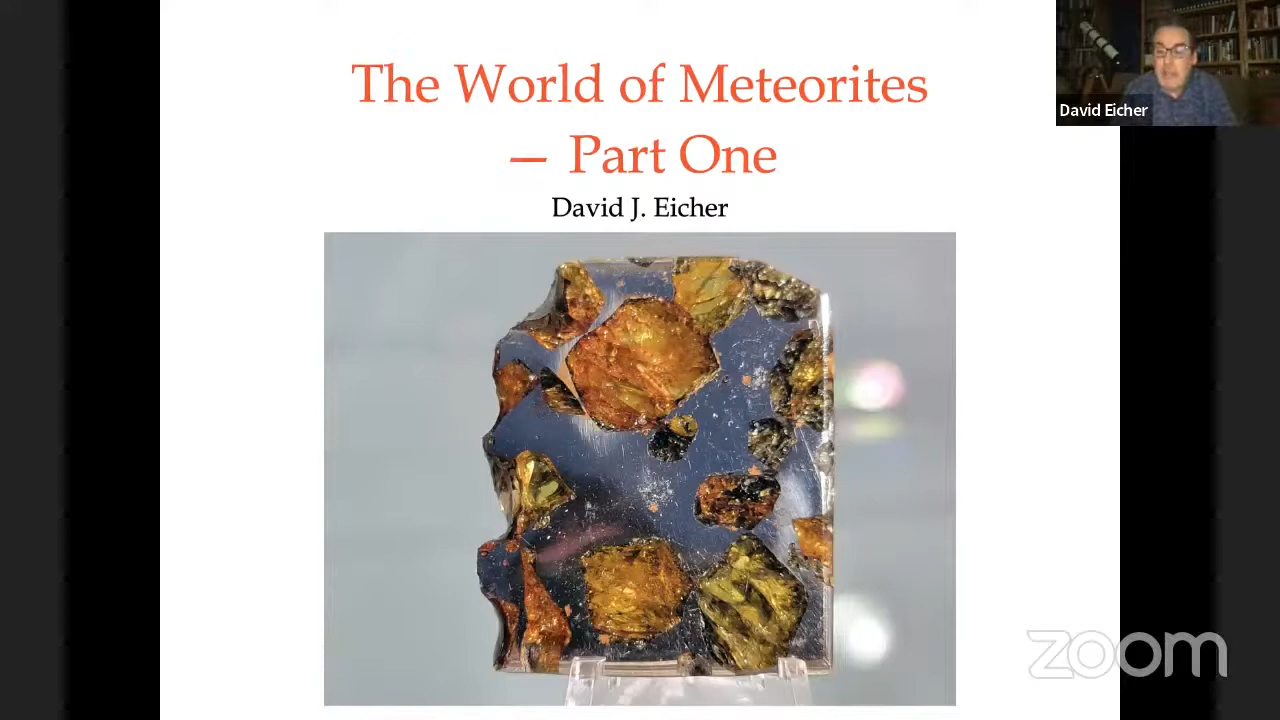 The World of Meteorites
— Part One
David J. Eicher
David Eicher
zoom